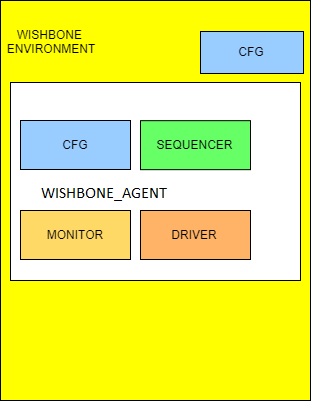 WISHBONE
ENVIRONMENT
CFG
CFG
SEQUENCER
WISHBONE_AGENT
MONITOR
DRIVER